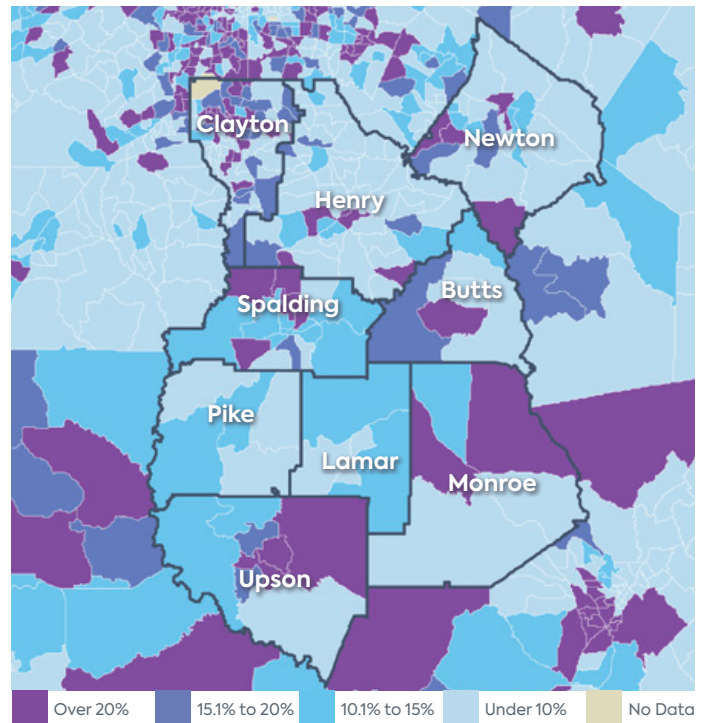 Clayton
Newton
Henry
Spalding
Butts
Pike
Lamar
Monroe
Upson
Over 20% 15.1% to 20% 10.1% to 15% Under 10% No Data